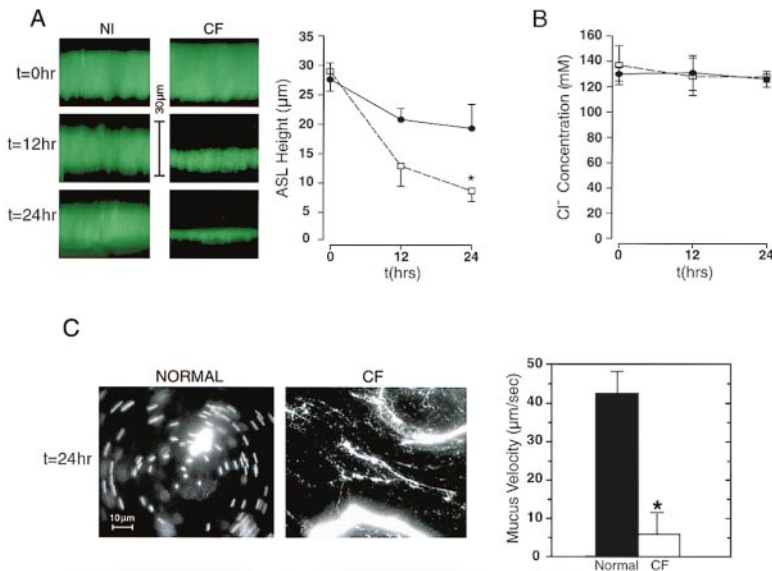 A
NI
CF
t=0hr
t=12hr
t=24hr
30μm
ASL Height (μm)
35
30
25
20
15
10
5
0
*
0
12
24
t(hrs)
B
Cl⁻ Concentration (mM)
160
140
120
100
80
60
40
20
0
0
12
24
t(hrs)
C
NORMAL
CF
t=24hr
10μm
Mucus Velocity (μm/sec)
50
40
30
20
10
0
*
Normal
CF